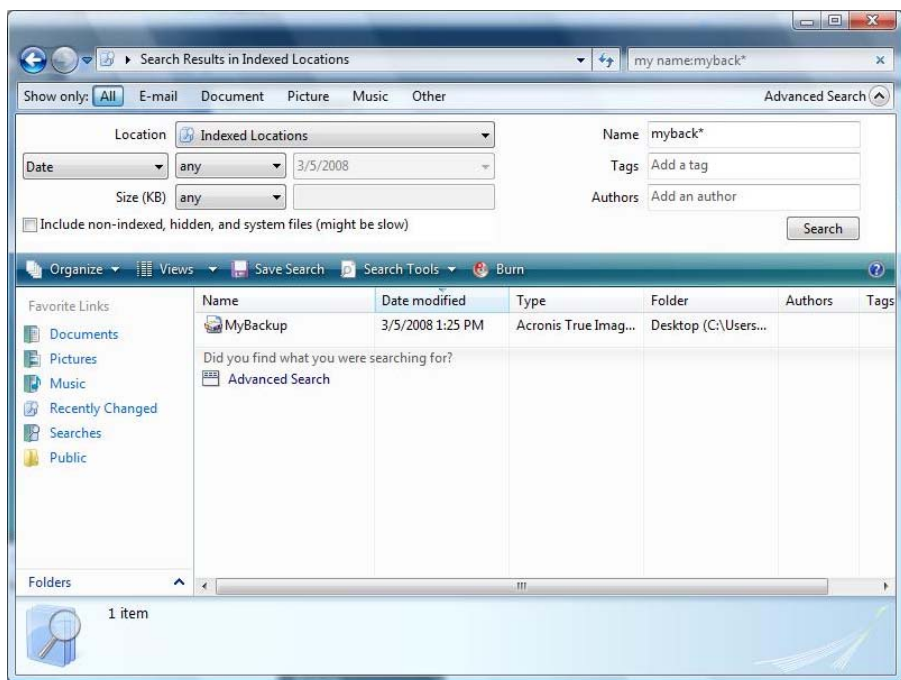 Search Results in Indexed Locations
my name:myback*
Show only: All E-mail Document Picture Music Other Advanced Search
Location Indexed Locations Name myback*
Date any 3/5/2008 Tags Add a tag
Size (KB) any Authors Add an author
Include non-indexed, hidden, and system files (might be slow) Search
Organize Views Save Search Search Tools Burn
Favorite Links
Documents
Pictures
Music
Recently Changed
Searches
Public
Folders
Name Date modified Type Folder Authors Tags
MyBackup 3/5/2008 1:25 PM Acronis True Imag... Desktop (C:\Users...
Did you find what you were searching for?
Advanced Search
1 item